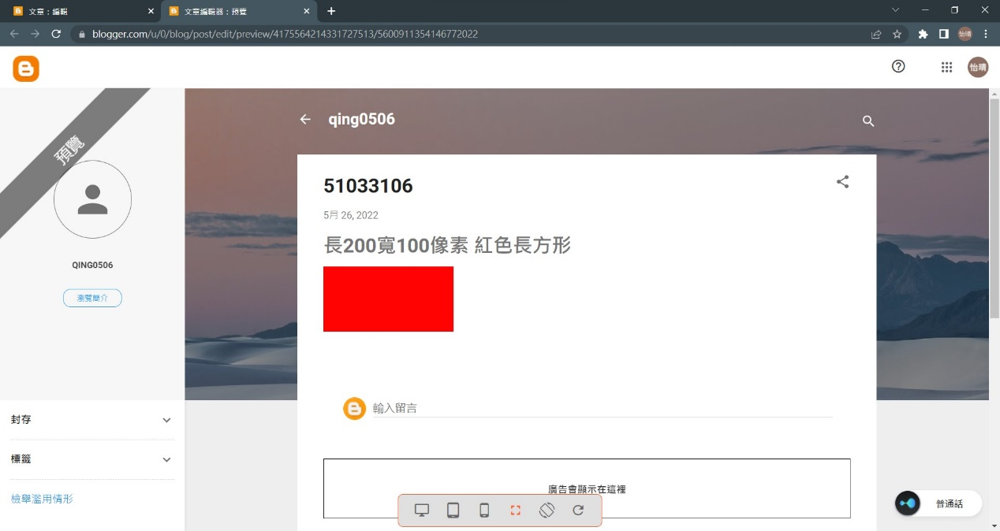 文章：編輯
文章編輯器：預覽
blogger.com/u/0/blog/post/edit/preview/4175564214331727513/5600911354146772022
怡晴
怡晴
預覽
QING0506
瀏覽簡介
封存
標籤
檢舉濫用情形
qing0506
51033106
5月 26, 2022
長200寬100像素 紅色長方形
輸入留言
廣告會顯示在這裡
普通話